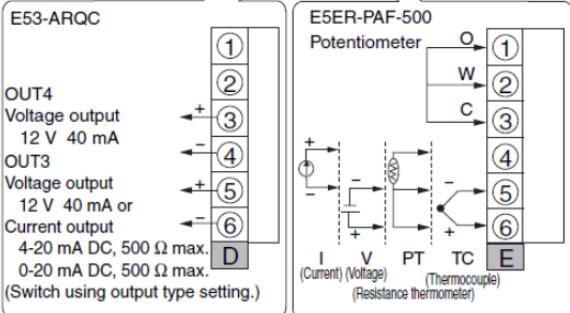 E53-ARQC
1
2
OUT4
Voltage output
12 V 40 mA
+
3
−
4
OUT3
Voltage output
12 V 40 mA or
+
5
Current output
−
6
4-20 mA DC, 500 Ω max.
0-20 mA DC, 500 Ω max.
D
(Switch using output type setting.)
E5ER-PAF-500
Potentiometer
O
1
W
2
C
3
4
5
6
+
−
−
+
−
+
I V PT TC
E
(Current) (Voltage)
(Thermocouple)
(Resistance thermometer)